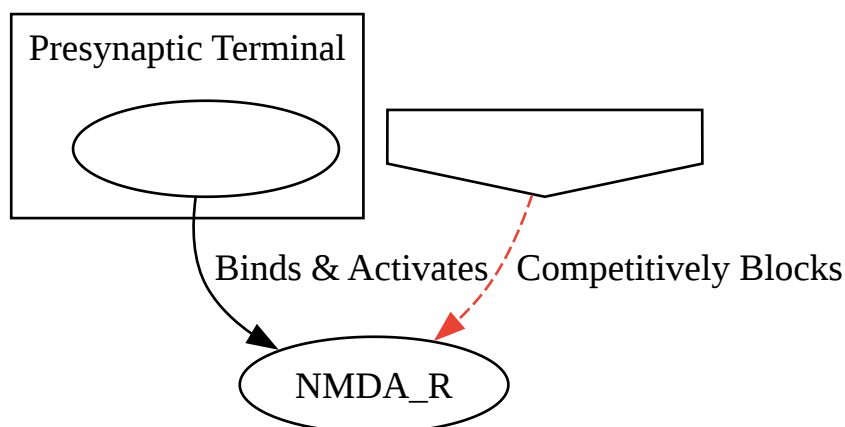 Presynaptic Terminal
Binds & Activates
Competitively Blocks
NMDA_R